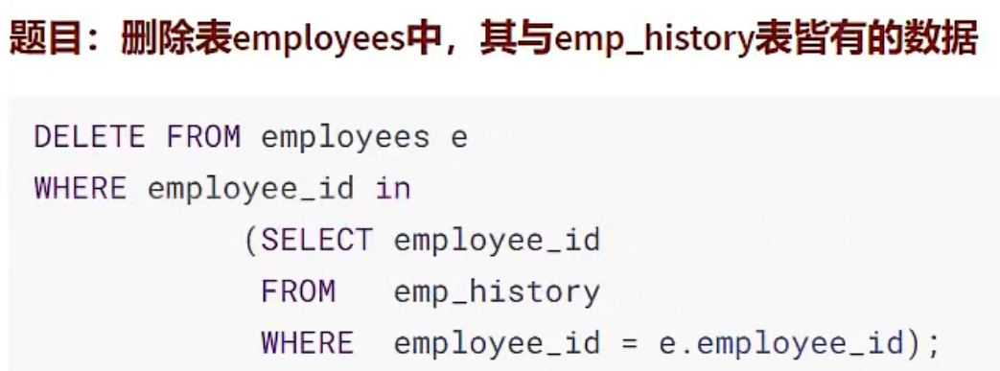 题目：删除表employees中，其与emp_history表皆有的数据
DELETE FROM employees e
WHERE employee_id in
(SELECT employee_id
FROM emp_history
WHERE employee_id = e.employee_id);